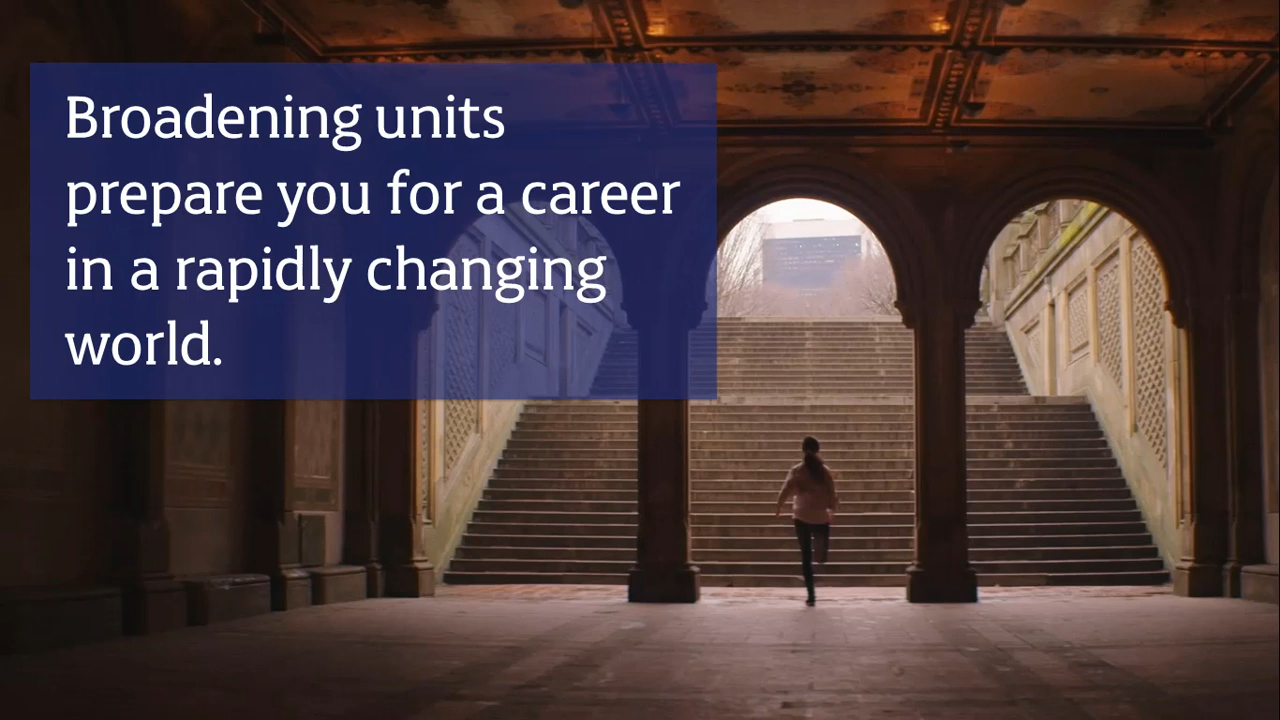 Broadening units
prepare you for a career
in a rapidly changing
world.